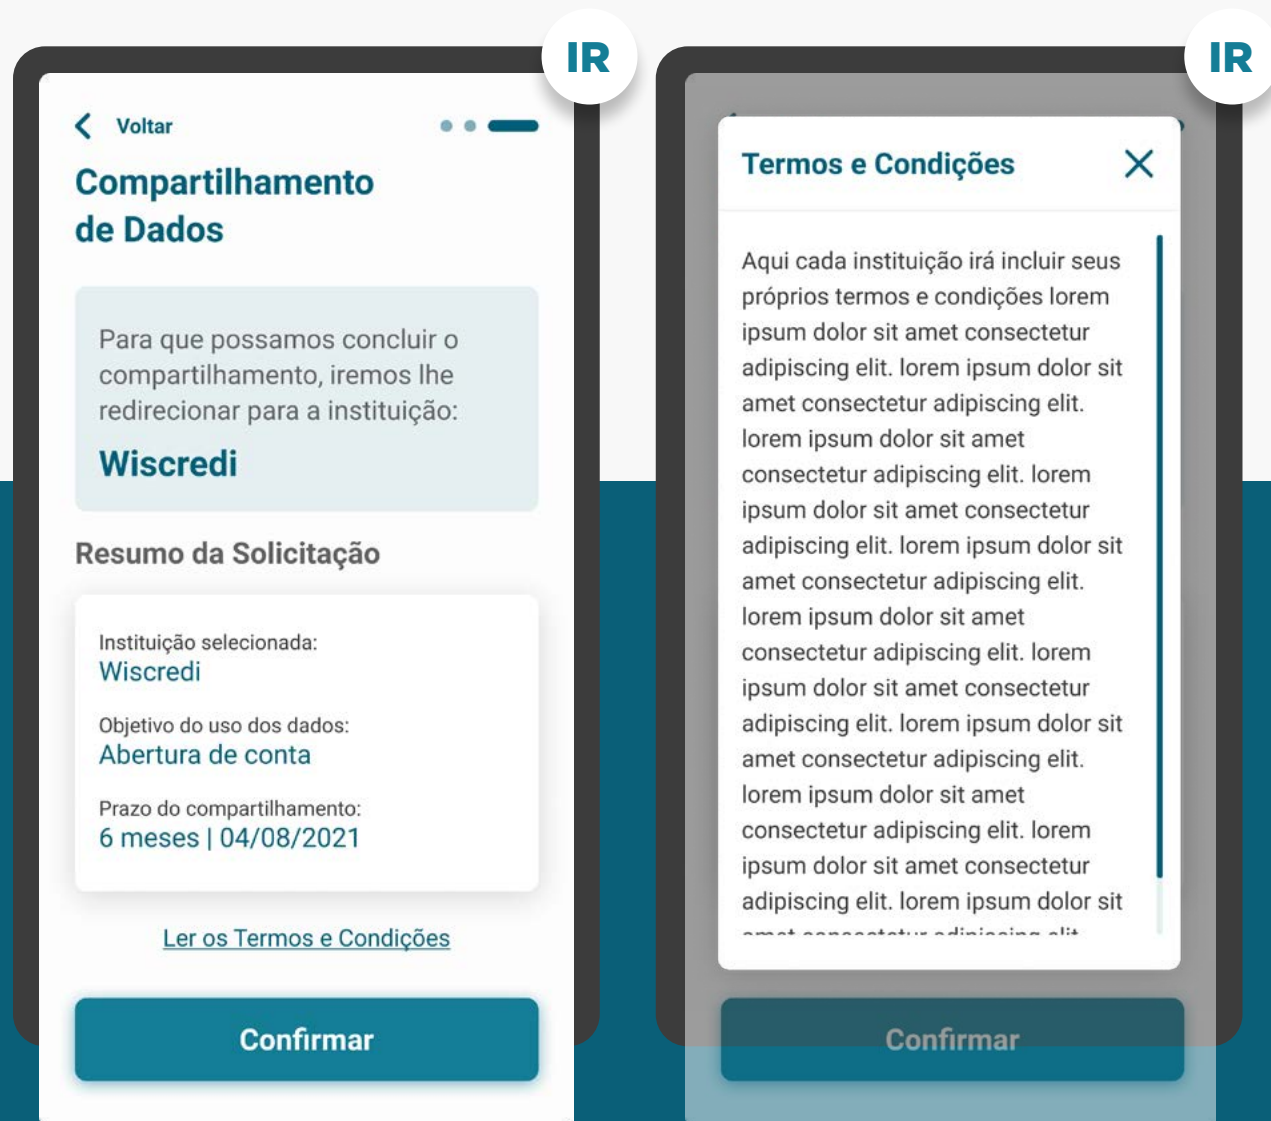 IR
Voltar
Compartilhamento
de Dados
Para que possamos concluir o
compartilhamento, iremos lhe
redirecionar para a instituição:
Wiscredi
Resumo da Solicitação
Instituição selecionada:
Wiscredi
Objetivo do uso dos dados:
Abertura de conta
Prazo do compartilhamento:
6 meses | 04/08/2021
Ler os Termos e Condições
Confirmar
IR
Termos e Condições
Aqui cada instituição irá incluir seus
próprios termos e condições lorem
ipsum dolor sit amet consectetur
adipiscing elit. lorem ipsum dolor sit
amet consectetur adipiscing elit.
lorem ipsum dolor sit amet
consectetur adipiscing elit. lorem
ipsum dolor sit amet consectetur
adipiscing elit. lorem ipsum dolor sit
amet consectetur adipiscing elit.
lorem ipsum dolor sit amet
consectetur adipiscing elit. lorem
ipsum dolor sit amet consectetur
adipiscing elit. lorem ipsum dolor sit
amet consectetur adipiscing elit.
lorem ipsum dolor sit amet
consectetur adipiscing elit. lorem
ipsum dolor sit amet consectetur
adipiscing elit. lorem ipsum dolor sit
amet consectetur adipiscing elit.
Confirmar